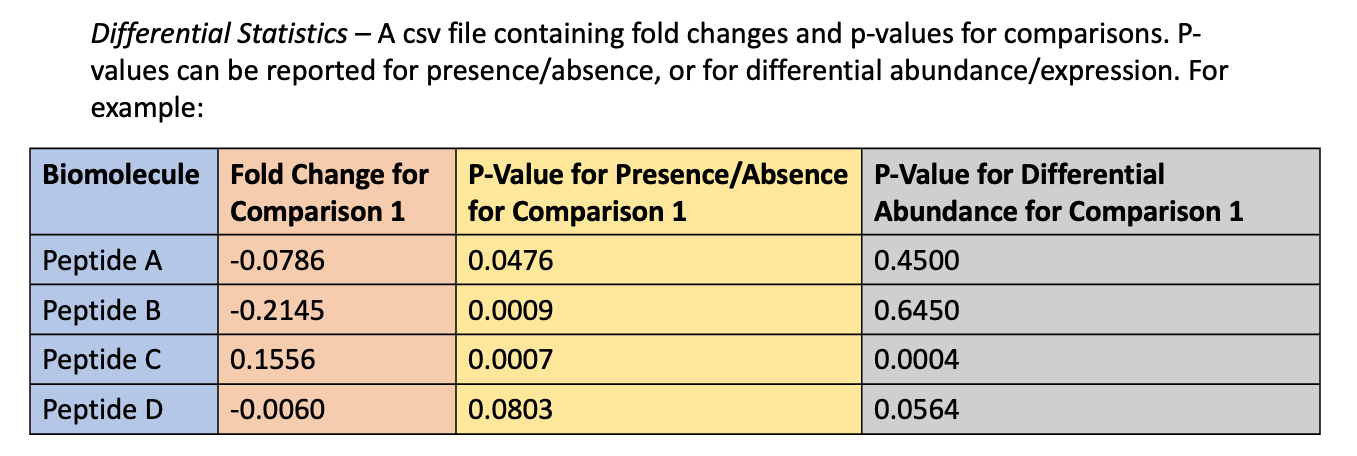 Differential Statistics – A csv file containing fold changes and p-values for comparisons. P-
values can be reported for presence/absence, or for differential abundance/expression. For
example:
Biomolecule Fold Change for Comparison 1 P-Value for Presence/Absence for Comparison 1 P-Value for Differential Abundance for Comparison 1
Peptide A -0.0786 0.0476 0.4500
Peptide B -0.2145 0.0009 0.6450
Peptide C 0.1556 0.0007 0.0004
Peptide D -0.0060 0.0803 0.0564